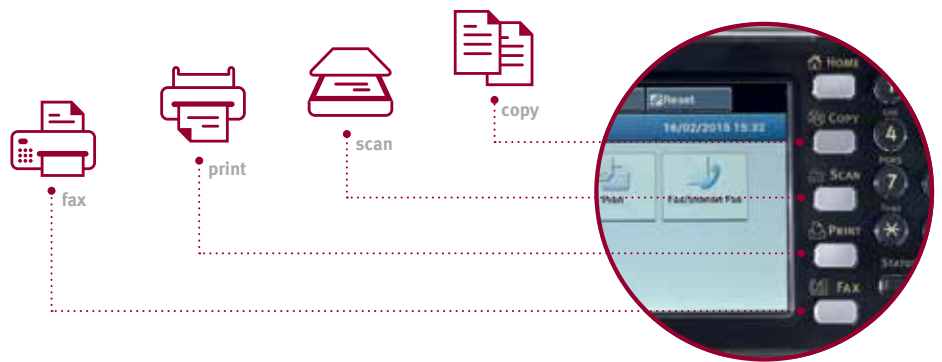 copy
scan
print
fax
Reset
16/02/2015 15:32
Print
Fax/Internet Fax
HOME
COPY
4
SCAN
7
PRINT
*
FAX